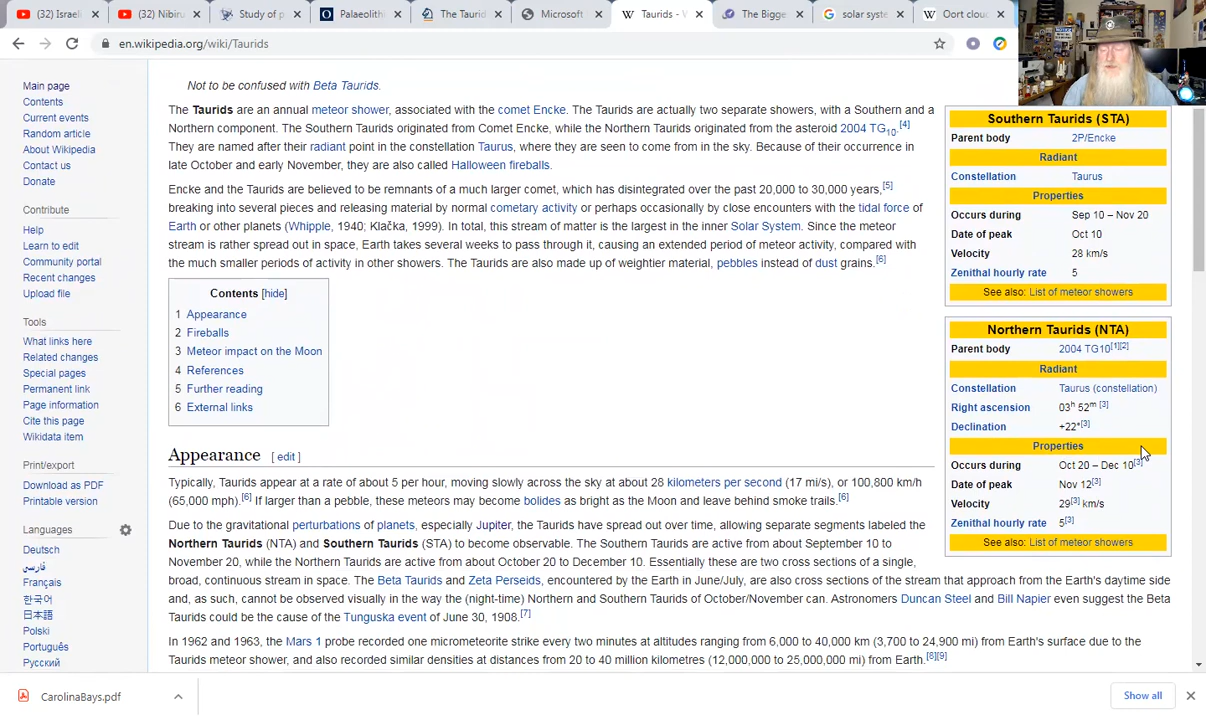 (32) Israeli
(32) Nibiru
Study of p
Palaeolith
The Taurid
Microsoft
Taurids - W
The Bigge
solar syste
Oort cloud
en.wikipedia.org/wiki/Taurids
Main page
Contents
Current events
Random article
About Wikipedia
Contact us
Donate
Contribute
Help
Learn to edit
Community portal
Recent changes
Upload file
Tools
What links here
Related changes
Special pages
Permanent link
Page information
Cite this page
Wikidata item
Print/export
Download as PDF
Printable version
Languages
Deutsch
فارسی
Français
한국어
日本語
Polski
Português
Русский
Not to be confused with Beta Taurids.
The Taurids are an annual meteor shower, associated with the comet Encke. The Taurids are actually two separate showers, with a Southern and a
Northern component. The Southern Taurids originated from Comet Encke, while the Northern Taurids originated from the asteroid 2004 TG10.[4]
They are named after their radiant point in the constellation Taurus, where they are seen to come from in the sky. Because of their occurrence in
late October and early November, they are also called Halloween fireballs.
Encke and the Taurids are believed to be remnants of a much larger comet, which has disintegrated over the past 20,000 to 30,000 years,[5]
breaking into several pieces and releasing material by normal cometary activity or perhaps occasionally by close encounters with the tidal force of
Earth or other planets (Whipple, 1940; Klačka, 1999). In total, this stream of matter is the largest in the inner Solar System. Since the meteor
stream is rather spread out in space, Earth takes several weeks to pass through it, causing an extended period of meteor activity, compared with
the much smaller periods of activity in other showers. The Taurids are also made up of weightier material, pebbles instead of dust grains.[6]
Contents [hide]
1 Appearance
2 Fireballs
3 Meteor impact on the Moon
4 References
5 Further reading
6 External links
Appearance [ edit ]
Typically, Taurids appear at a rate of about 5 per hour, moving slowly across the sky at about 28 kilometers per second (17 mi/s), or 100,800 km/h
(65,000 mph).[6] If larger than a pebble, these meteors may become bolides as bright as the Moon and leave behind smoke trails.[6]
Due to the gravitational perturbations of planets, especially Jupiter, the Taurids have spread out over time, allowing separate segments labeled the
Northern Taurids (NTA) and Southern Taurids (STA) to become observable. The Southern Taurids are active from about September 10 to
November 20, while the Northern Taurids are active from about October 20 to December 10. Essentially these are two cross sections of a single,
broad, continuous stream in space. The Beta Taurids and Zeta Perseids, encountered by the Earth in June/July, are also cross sections of the stream that approach from the Earth's daytime side
and, as such, cannot be observed visually in the way the (night-time) Northern and Southern Taurids of October/November can. Astronomers Duncan Steel and Bill Napier even suggest the Beta
Taurids could be the cause of the Tunguska event of June 30, 1908.[7]
In 1962 and 1963, the Mars 1 probe recorded one micrometeorite strike every two minutes at altitudes ranging from 6,000 to 40,000 km (3,700 to 24,900 mi) from Earth's surface due to the
Taurids meteor shower, and also recorded similar densities at distances from 20 to 40 million kilometres (12,000,000 to 25,000,000 mi) from Earth.[8][9]
Southern Taurids (STA)
Parent body 2P/Encke
Radiant
Constellation Taurus
Properties
Occurs during Sep 10 – Nov 20
Date of peak Oct 10
Velocity 28 km/s
Zenithal hourly rate 5
See also: List of meteor showers
Northern Taurids (NTA)
Parent body 2004 TG10[1][2]
Radiant
Constellation Taurus (constellation)
Right ascension 03h 52m [3]
Declination +22°[3]
Properties
Occurs during Oct 20 – Dec 10[3]
Date of peak Nov 12[3]
Velocity 29[3] km/s
Zenithal hourly rate 5[3]
See also: List of meteor showers
CarolinaBays.pdf
Show all